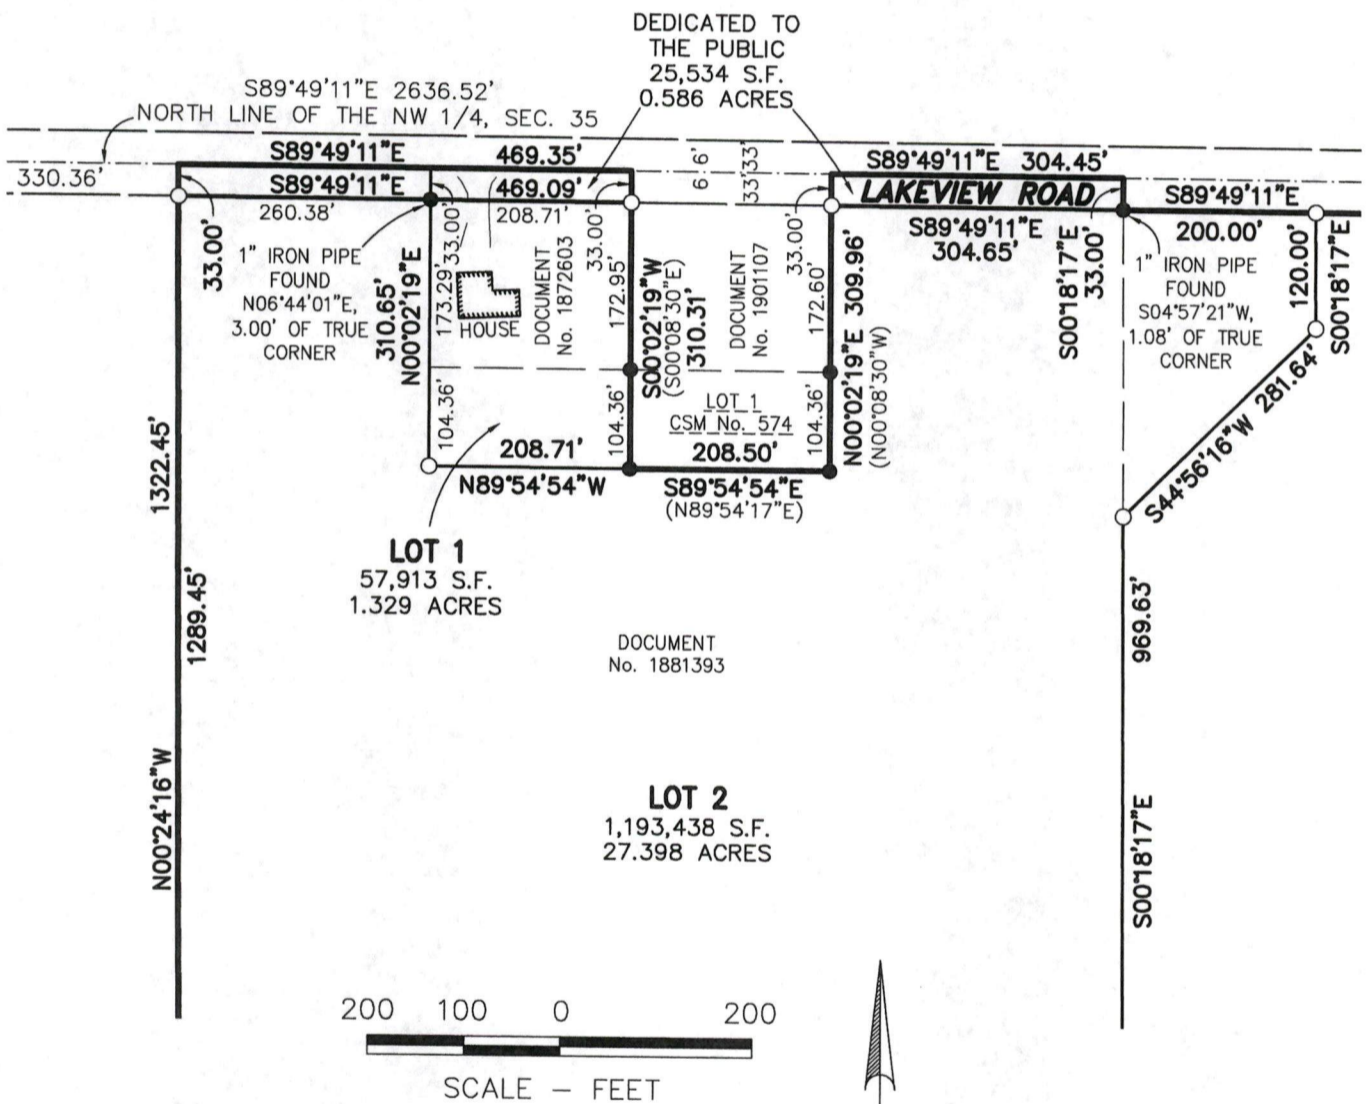 DEDICATED TO
THE PUBLIC
25,534 S.F.
0.586 ACRES
S89°49'11"E 2636.52'
NORTH LINE OF THE NW 1/4, SEC. 35
330.36'
S89°49'11"E 469.35'
S89°49'11"E 469.09'
260.38' 208.71'
33.00'
33.00'
33.00'
66'
33'
33'
33.00'
S89°49'11"E 304.45'
LAKEVIEW ROAD
S89°49'11"E
304.65'
S89°49'11"E
200.00'
S00°18'17"E
33.00'
120.00'
S00°18'17"E
1" IRON PIPE
FOUND
N06°44'01"E,
3.00' OF TRUE
CORNER
310.65'
N00°02'19"E
173.29'
104.36'
HOUSE
DOCUMENT
No. 1872603
172.95'
104.36'
S00°02'19"W
(S00°08'30"E)
310.31'
DOCUMENT
No. 1901107
172.60'
104.36'
N00°02'19"E 309.96'
(N00°08'30"W)
1" IRON PIPE
FOUND
S04°57'21"W,
1.08' OF TRUE
CORNER
S44°56'16"W 281.64'
LOT 1
CSM No. 574
208.50'
S89°54'54"E
(N89°54'17"E)
208.71'
N89°54'54"W
LOT 1
57,913 S.F.
1.329 ACRES
1322.45'
1289.45'
N00°24'16"W
DOCUMENT
No. 1881393
969.63'
S00°18'17"E
LOT 2
1,193,438 S.F.
27.398 ACRES
200 100 0 200
SCALE – FEET